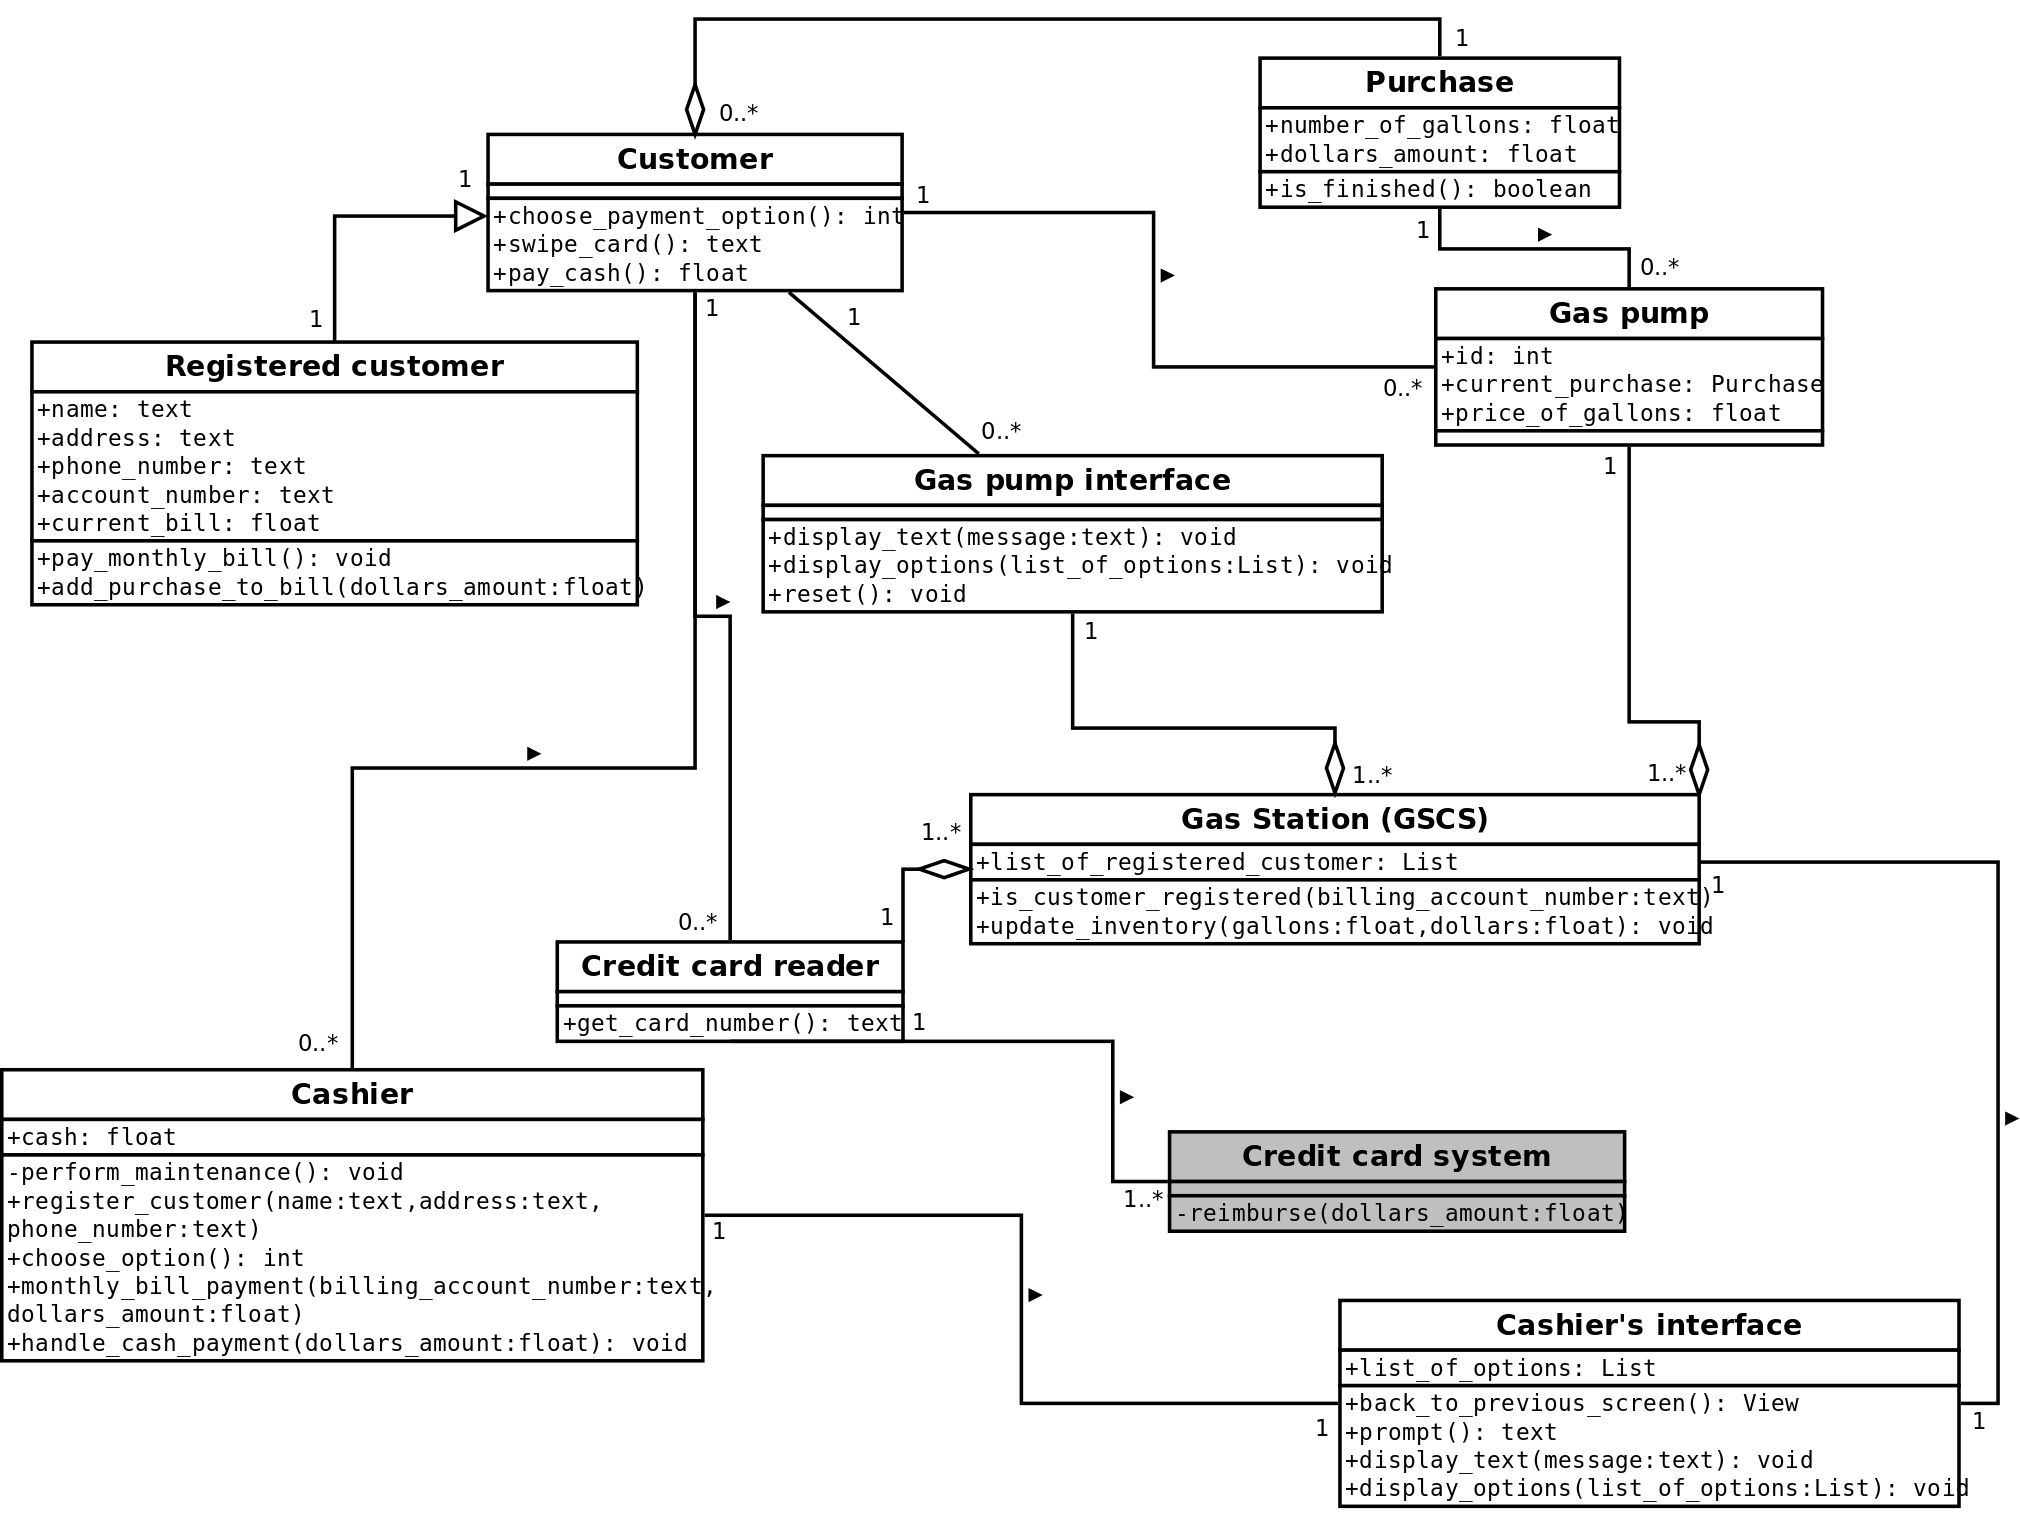 1
Purchase
+number_of_gallons: float
+dollars_amount: float
+is_finished(): boolean
1
0..*
0..*
Customer
+choose_payment_option(): int
+swipe_card(): text
+pay_cash(): float
1
1
1
1
0..*
Gas pump
+id: int
+current_purchase: Purchase
+price_of_gallons: float
1
1
Registered customer
+name: text
+address: text
+phone_number: text
+account_number: text
+current_bill: float
+pay_monthly_bill(): void
+add_purchase_to_bill(dollars_amount:float)
0..*
Gas pump interface
+display_text(message:text): void
+display_options(list_of_options:List): void
+reset(): void
1
1..*
1..*
1..*
Gas Station (GSCS)
+list_of_registered_customer: List
+is_customer_registered(billing_account_number:text)
+update_inventory(gallons:float,dollars:float): void
1
0..*
1
Credit card reader
+get_card_number(): text
1
0..*
Cashier
+cash: float
-perform_maintenance(): void
+register_customer(name:text,address:text,
phone_number:text)
+choose_option(): int
+monthly_bill_payment(billing_account_number:text,
dollars_amount:float)
+handle_cash_payment(dollars_amount:float): void
1
1..*
Credit card system
-reimburse(dollars_amount:float)
1
Cashier's interface
+list_of_options: List
+back_to_previous_screen(): View
+prompt(): text
+display_text(message:text): void
+display_options(list_of_options:List): void
1